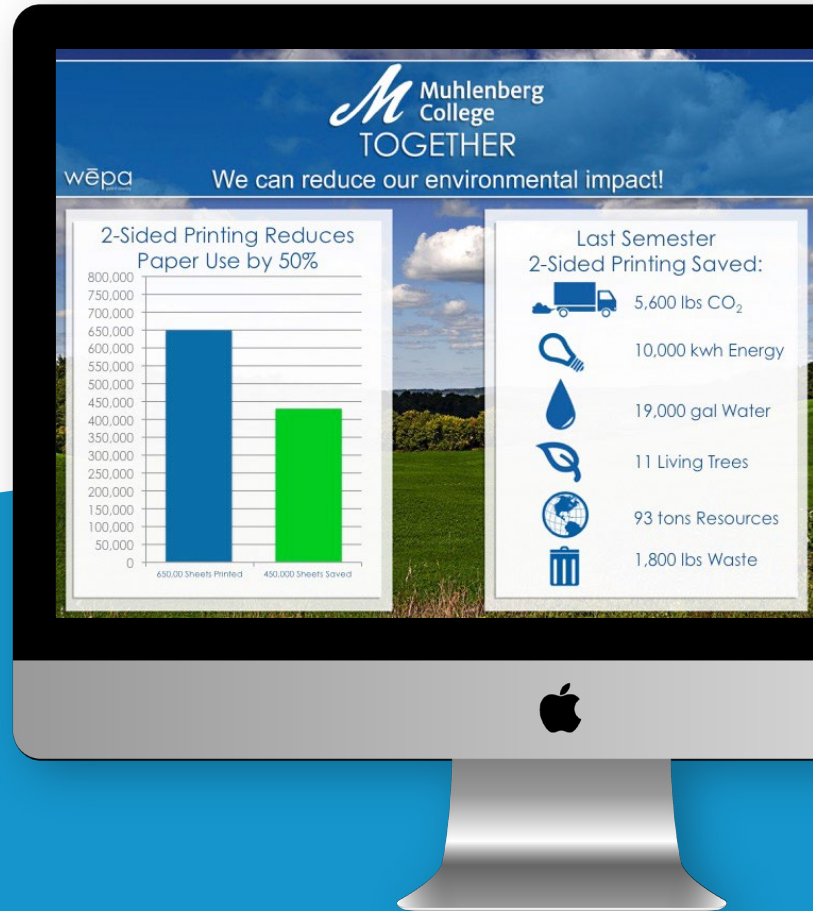 Muhlenberg
College
TOGETHER
wēpa
We can reduce our environmental impact!
2-Sided Printing Reduces
Paper Use by 50%
800,000
750,000
700,000
650,000
600,000
550,000
500,000
450,000
400,000
350,000
300,000
250,000
200,000
150,000
100,000
50,000
0
650,00 Sheets Printed
450,000 Sheets Saved
Last Semester
2-Sided Printing Saved:
5,600 lbs CO₂
10,000 kwh Energy
19,000 gal Water
11 Living Trees
93 tons Resources
1,800 lbs Waste